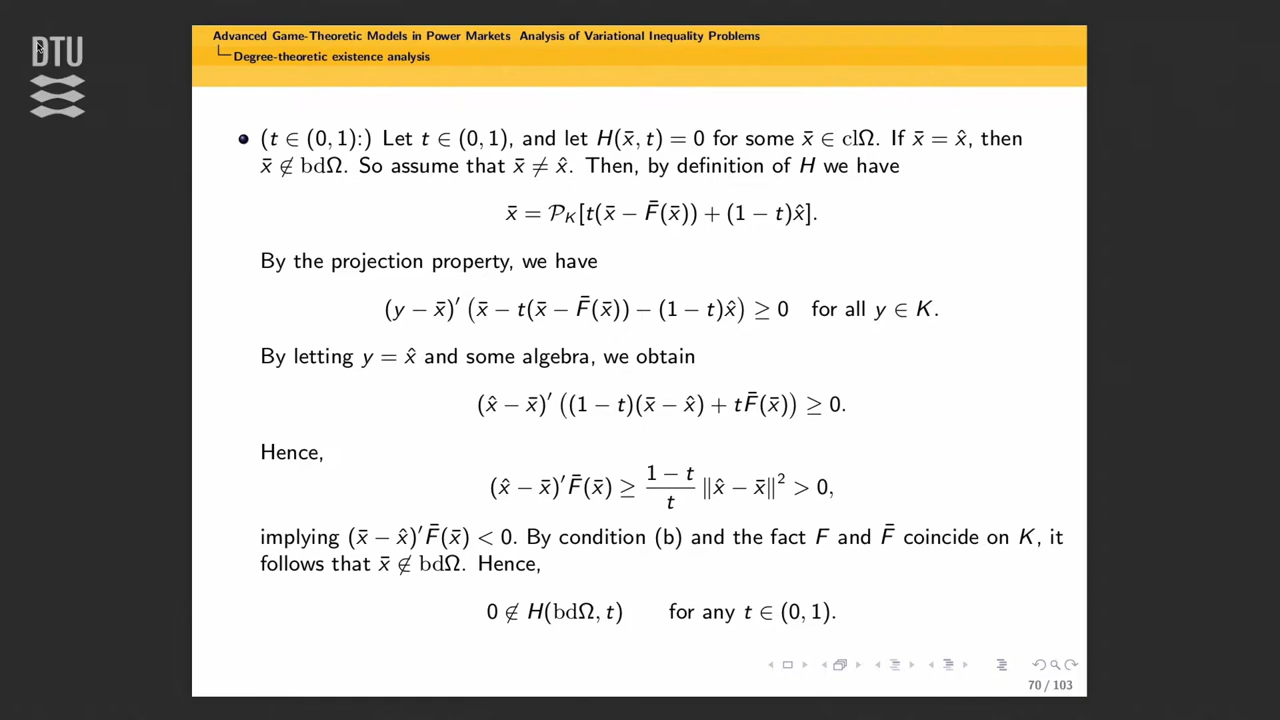 DTU
Advanced Game-Theoretic Models in Power Markets Analysis of Variational Inequality Problems
Degree-theoretic existence analysis
(t ∈ (0, 1):) Let t ∈ (0, 1), and let H(x̄, t) = 0 for some x̄ ∈ clΩ. If x̄ = x̂, then
x̄ ∉ bdΩ. So assume that x̄ ≠ x̂. Then, by definition of H we have
x̄ = 𝒫_K[t(x̄ − F̄(x̄)) + (1 − t)x̂].
By the projection property, we have
(y − x̄)′ (x̄ − t(x̄ − F̄(x̄)) − (1 − t)x̂) ≥ 0 for all y ∈ K.
By letting y = x̂ and some algebra, we obtain
(x̂ − x̄)′ ((1 − t)(x̄ − x̂) + tF̄(x̄)) ≥ 0.
Hence,
(x̂ − x̄)′F̄(x̄) ≥ (1 − t)/t ‖x̂ − x̄‖² > 0,
implying (x̄ − x̂)′F̄(x̄) < 0. By condition (b) and the fact F and F̄ coincide on K, it
follows that x̄ ∉ bdΩ. Hence,
0 ∉ H(bdΩ, t) for any t ∈ (0, 1).
70 / 103